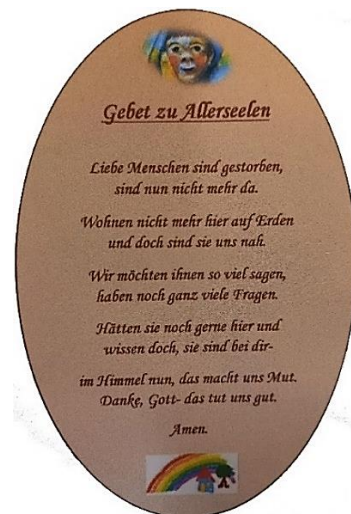 Gebet zu Allerseelen
Liebe Menschen sind gestorben,
sind nun nicht mehr da.
Wohnen nicht mehr hier auf Erden
und doch sind sie uns nah.
Wir möchten ihnen so viel sagen,
haben noch ganz viele Fragen.
Hätten sie noch gerne hier und
wissen doch, sie sind bei dir-
im Himmel nun, das macht uns Mut.
Danke, Gott- das tut uns gut.
Amen.